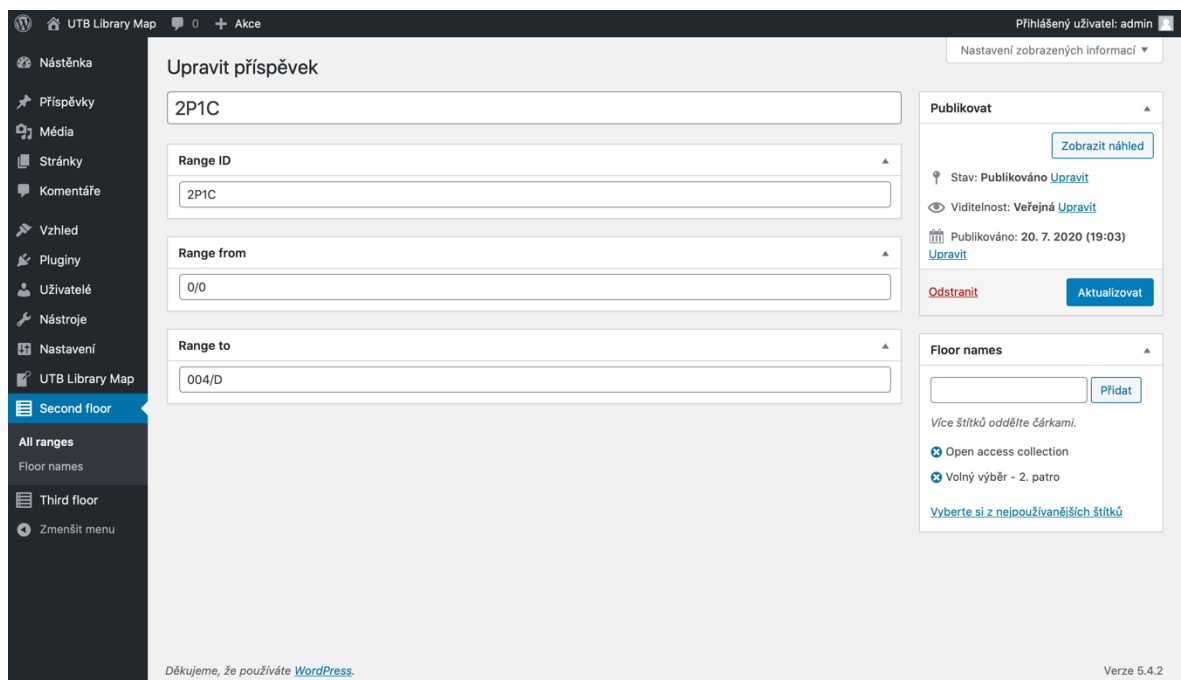 UTB Library Map 0 + Akce
Přihlášený uživatel: admin
Nástěnka
Příspěvky
Média
Stránky
Komentáře
Vzhled
Pluginy
Uživatelé
Nástroje
Nastavení
UTB Library Map
Second floor
All ranges
Floor names
Third floor
Zmenšit menu
Nastavení zobrazených informací ▼
Upravit příspěvek
2P1C
Range ID
2P1C
Range from
0/0
Range to
004/D
Publikovat
Zobrazit náhled
Stav: Publikováno Upravit
Viditelnost: Veřejná Upravit
Publikováno: 20. 7. 2020 (19:03)
Upravit
Odstranit
Aktualizovat
Floor names
Přidat
Více štítků oddělte čárkami.
Open access collection
Volný výběr - 2. patro
Vyberte si z nejpoužívanějších štítků
Děkujeme, že používáte WordPress.
Verze 5.4.2